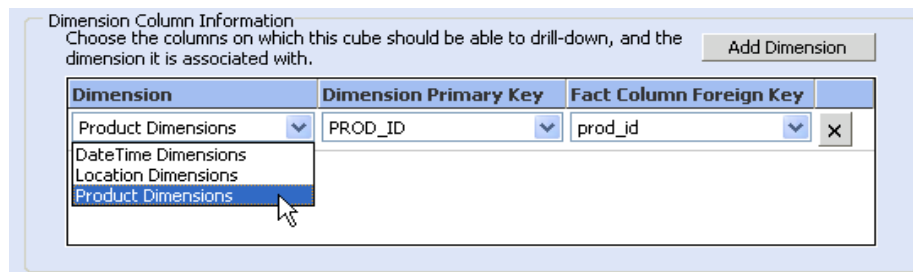 Dimension Column Information
Choose the columns on which this cube should be able to drill-down, and the
dimension it is associated with.
Add Dimension
Dimension Dimension Primary Key Fact Column Foreign Key
Product Dimensions PROD_ID prod_id X
DateTime Dimensions
Location Dimensions
Product Dimensions